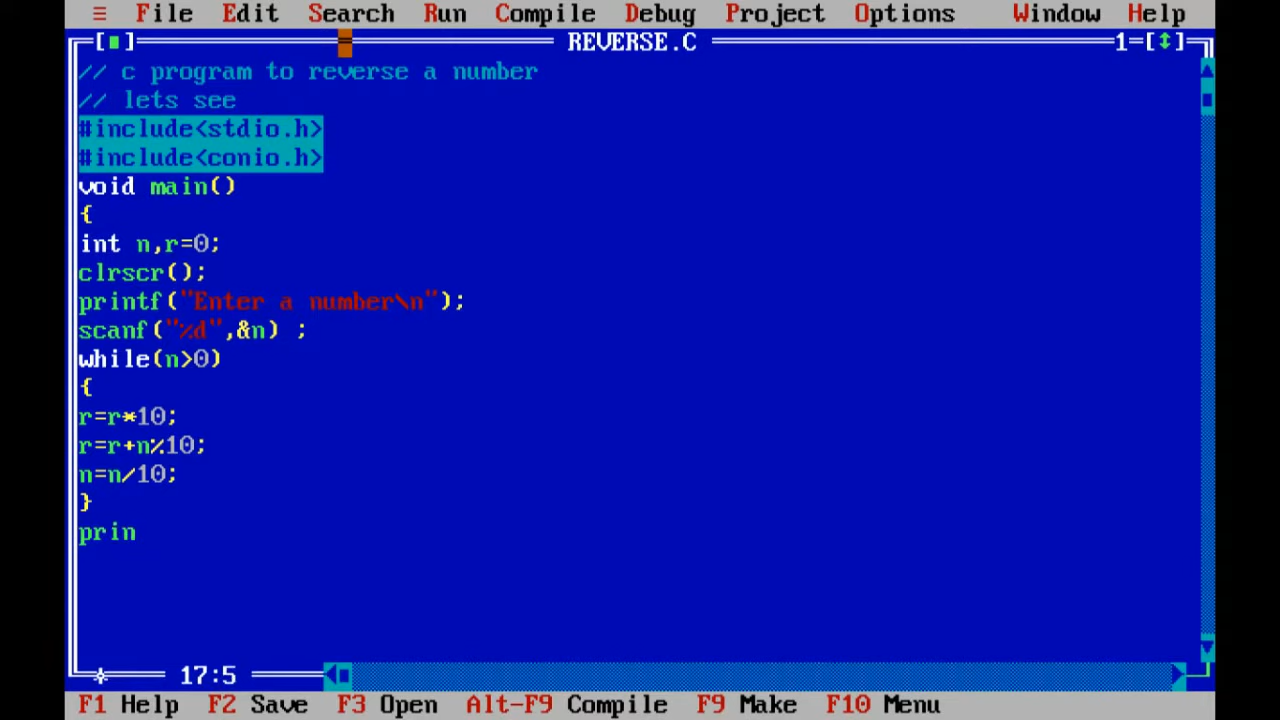 ≡ File Edit Search Run Compile Debug Project Options Window Help
[■] REVERSE.C 1=[↕]
// c program to reverse a number
// lets see
#include<stdio.h>
#include<conio.h>
void main()
{
int n,r=0;
clrscr();
printf("Enter a number\n");
scanf("%d",&n) ;
while(n>0)
{
r=r*10;
r=r+n%10;
n=n/10;
}
prin
17:5
F1 Help F2 Save F3 Open Alt-F9 Compile F9 Make F10 Menu